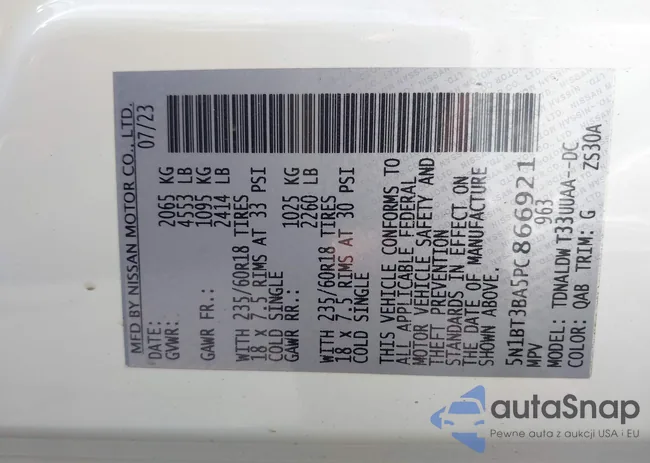 MFD BY NISSAN MOTOR CO., LTD.
07/23
GVWR: 2065 KG
4553 LB
GAWR FR.: 1095 KG
2414 LB
WITH 235/60R18 TIRES
18 x 7.5 RIMS AT 33 PSI
COLD SINGLE
GAWR RR.: 1025 KG
2260 LB
WITH 235/60R18 TIRES
18 x 7.5 RIMS AT 30 PSI
COLD SINGLE
THIS VEHICLE CONFORMS TO
ALL APPLICABLE FEDERAL
MOTOR VEHICLE SAFETY AND
THEFT PREVENTION
STANDARDS IN EFFECT ON
THE DATE OF MANUFACTURE
SHOWN ABOVE.
5N1BT3BA5PC866921
MPV 963
MODEL: TDNALDW T33UUAA--DC
COLOR: QAB TRIM: G ZS30A
autoSnap
Pewne auta z aukcji USA i EU